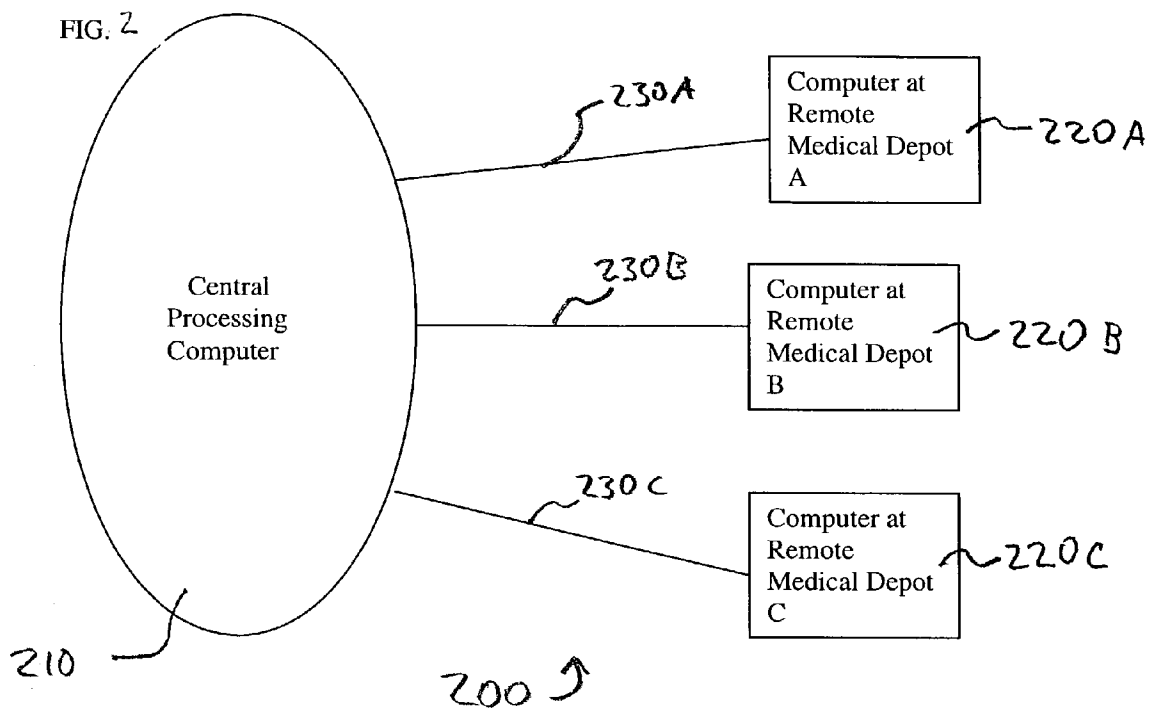 FIG. 2
230A
Computer at
Remote
Medical Depot
A
220A
Central
Processing
Computer
230B
Computer at
Remote
Medical Depot
B
220B
230C
Computer at
Remote
Medical Depot
C
220C
210
200